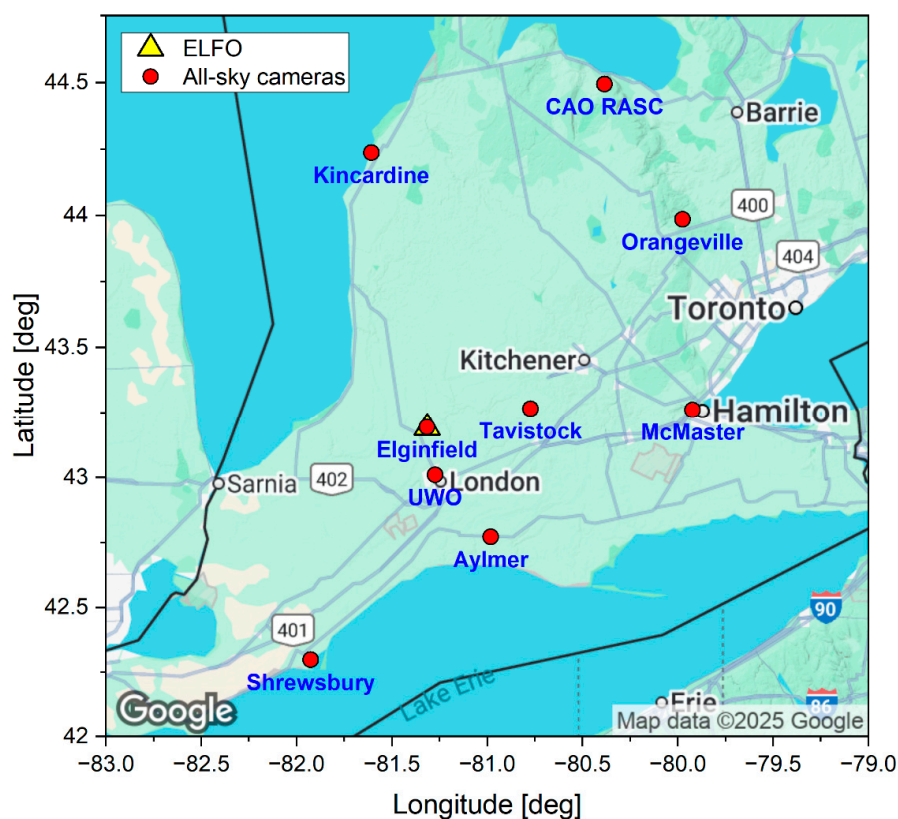 ELFO
All-sky cameras
44.5
CAO RASC
Barrie
Kincardine
400
44
Orangeville
404
Toronto
43.5
Kitchener
Tavistock
McMaster
Hamilton
Elginfield
43
Sarnia
402
London
UWO
Aylmer
42.5
90
401
Shrewsbury
Lake Erie
Erie
86
Google
Map data ©2025 Google
42
−83.0
−82.5
−82.0
−81.5
−81.0
−80.5
−80.0
−79.5
−79.0
Latitude [deg]
Longitude [deg]